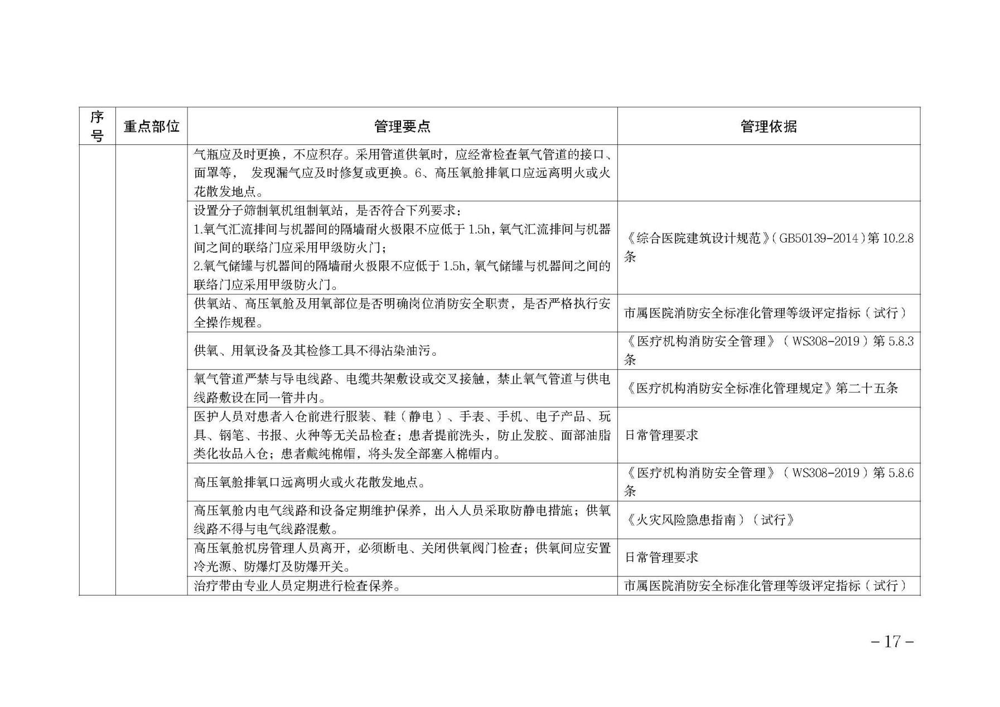 序号
重点部位
管理要点
管理依据
气瓶应及时更换，不应积存。采用管道供氧时，应经常检查氧气管道的接口、
面罩等， 发现漏气应及时修复或更换。6、高压氧舱排氧口应远离明火或火
花散发地点。
设置分子筛制氧机组制氧站，是否符合下列要求：
1.氧气汇流排间与机器间的隔墙耐火极限不应低于 1.5h，氧气汇流排间与机器
间之间的联络门应采用甲级防火门；
2.氧气储罐与机器间的隔墙耐火极限不应低于 1.5h，氧气储罐与机器间之间的
联络门应采用甲级防火门。
《综合医院建筑设计规范》（GB50139-2014）第 10.2.8
条
供氧站、高压氧舱及用氧部位是否明确岗位消防安全职责，是否严格执行安
全操作规程。
市属医院消防安全标准化管理等级评定指标（试行）
供氧、用氧设备及其检修工具不得沾染油污。
《医疗机构消防安全管理》（WS308-2019）第 5.8.3
条
氧气管道严禁与导电线路、电缆共架敷设或交叉接触，禁止氧气管道与供电
线路敷设在同一管井内。
《医疗机构消防安全标准化管理规定》第二十五条
医护人员对患者入仓前进行服装、鞋（静电）、手表、手机、电子产品、玩
具、钢笔、书报、火种等无关品检查；患者提前洗头，防止发胶、面部油脂
类化妆品入仓；患者戴纯棉帽，将头发全部塞入棉帽内。
日常管理要求
高压氧舱排氧口远离明火或火花散发地点。
《医疗机构消防安全管理》（WS308-2019）第 5.8.6
条
高压氧舱内电气线路和设备定期维护保养，出入人员采取防静电措施；供氧
线路不得与电气线路混敷。
《火灾风险隐患指南）（试行》
高压氧舱机房管理人员离开，必须断电、关闭供氧阀门检查；供氧间应安置
冷光源、防爆灯及防爆开关。
日常管理要求
治疗带由专业人员定期进行检查保养。
市属医院消防安全标准化管理等级评定指标（试行）
－17－